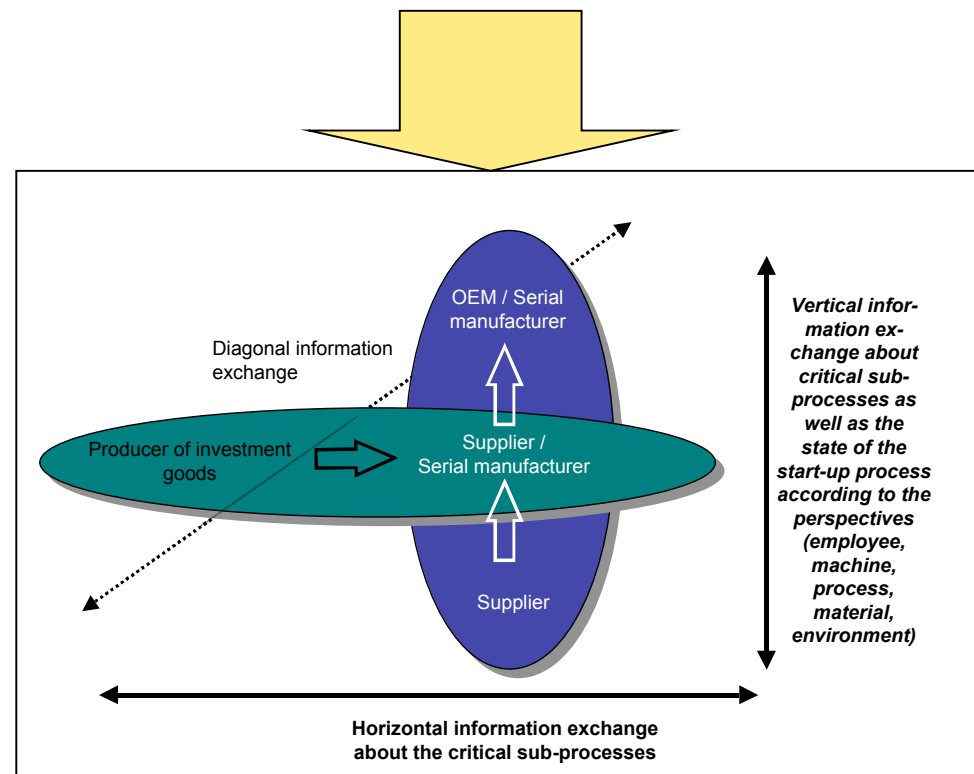 OEM / Serial
manufacturer
Diagonal information
exchange
Producer of investment
goods
Supplier /
Serial manufacturer
Supplier
Vertical infor-
mation ex-
change about
critical sub-
processes as
well as the
state of the
start-up process
according to the
perspectives
(employee,
machine,
process,
material,
environment)
Horizontal information exchange
about the critical sub-processes